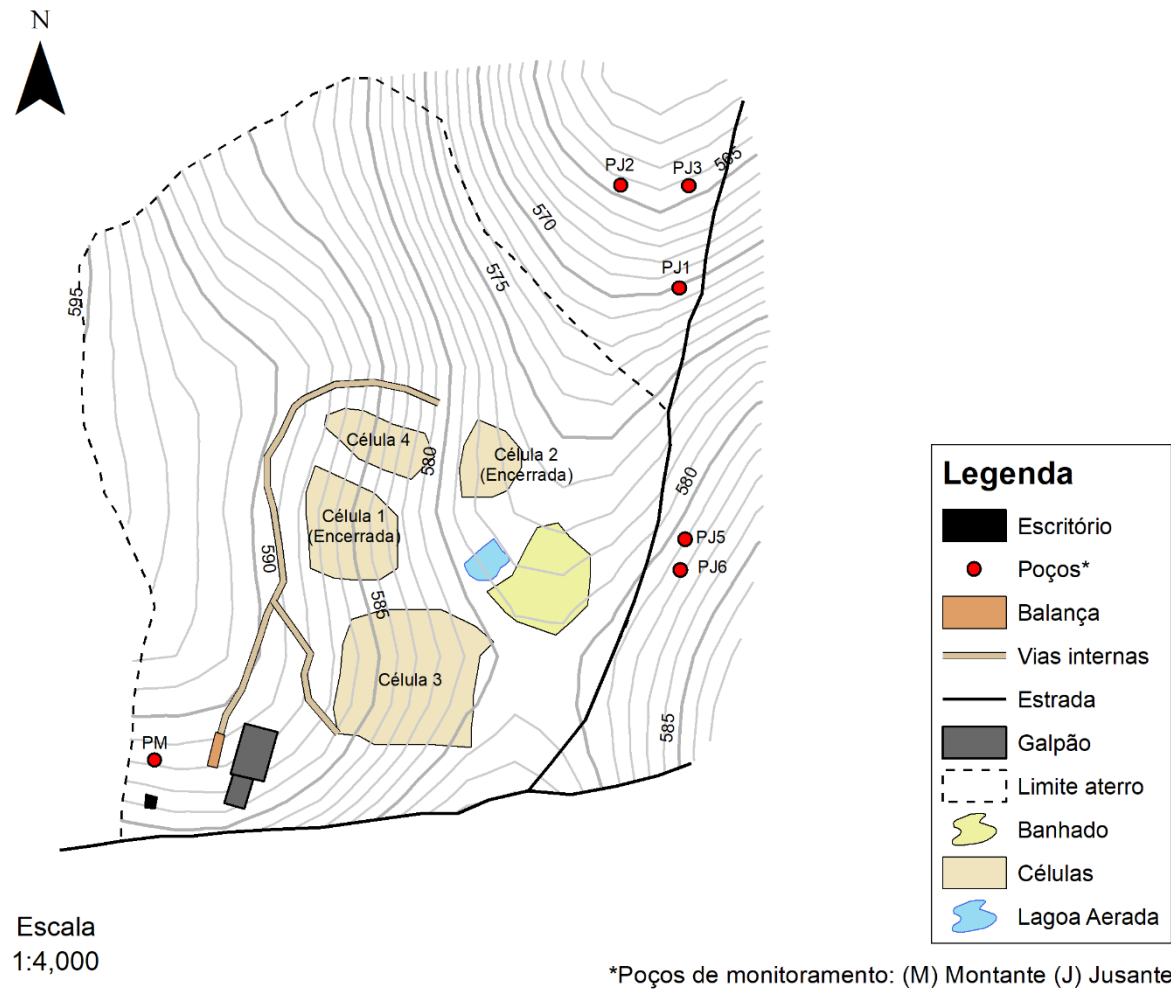 N
PJ2
PJ3
565
570
PJ1
575
595
Célula 4
580
Célula 2
(Encerrada)
580
Célula 1
(Encerrada)
590
PJ5
PJ6
585
Célula 3
585
PM
Escala
1:4,000
Legenda
Escritório
Poços*
Balança
Vias internas
Estrada
Galpão
Limite aterro
Banhado
Células
Lagoa Aerada
*Poços de monitoramento: (M) Montante (J) Jusante